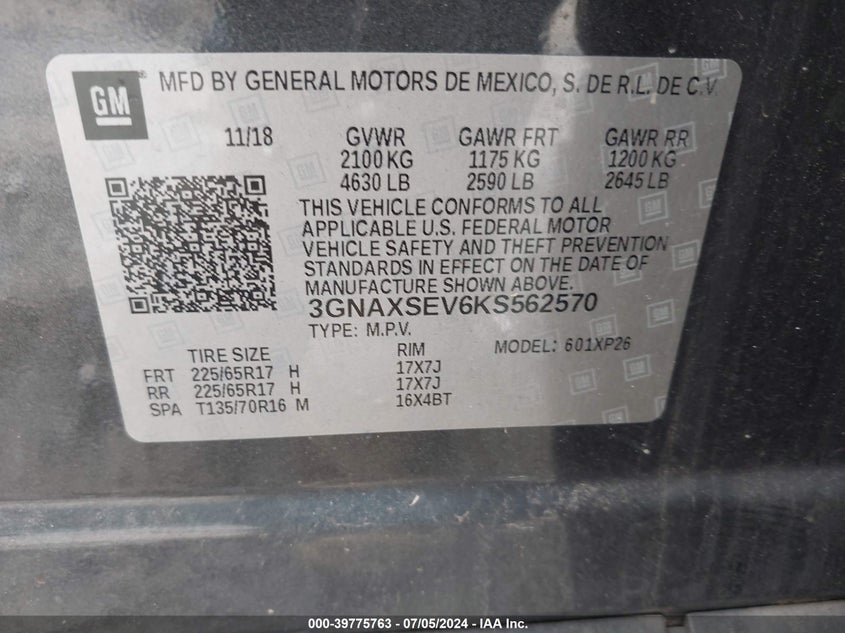 GM ® MFD BY GENERAL MOTORS DE MEXICO, S. DE R.L. DE C.V.
11/18 GVWR GAWR FRT GAWR RR
2100 KG 1175 KG 1200 KG
4630 LB 2590 LB 2645 LB
THIS VEHICLE CONFORMS TO ALL
APPLICABLE U.S. FEDERAL MOTOR
VEHICLE SAFETY AND THEFT PREVENTION
STANDARDS IN EFFECT ON THE DATE OF
MANUFACTURE SHOWN ABOVE.
3GNAXSEV6KS562570
TYPE: M.P.V. MODEL: 601XP26
TIRE SIZE RIM
FRT 225/65R17 H 17X7J
RR 225/65R17 H 17X7J
SPA T135/70R16 M 16X4BT
000-39775763 - 07/05/2024 - IAA Inc.